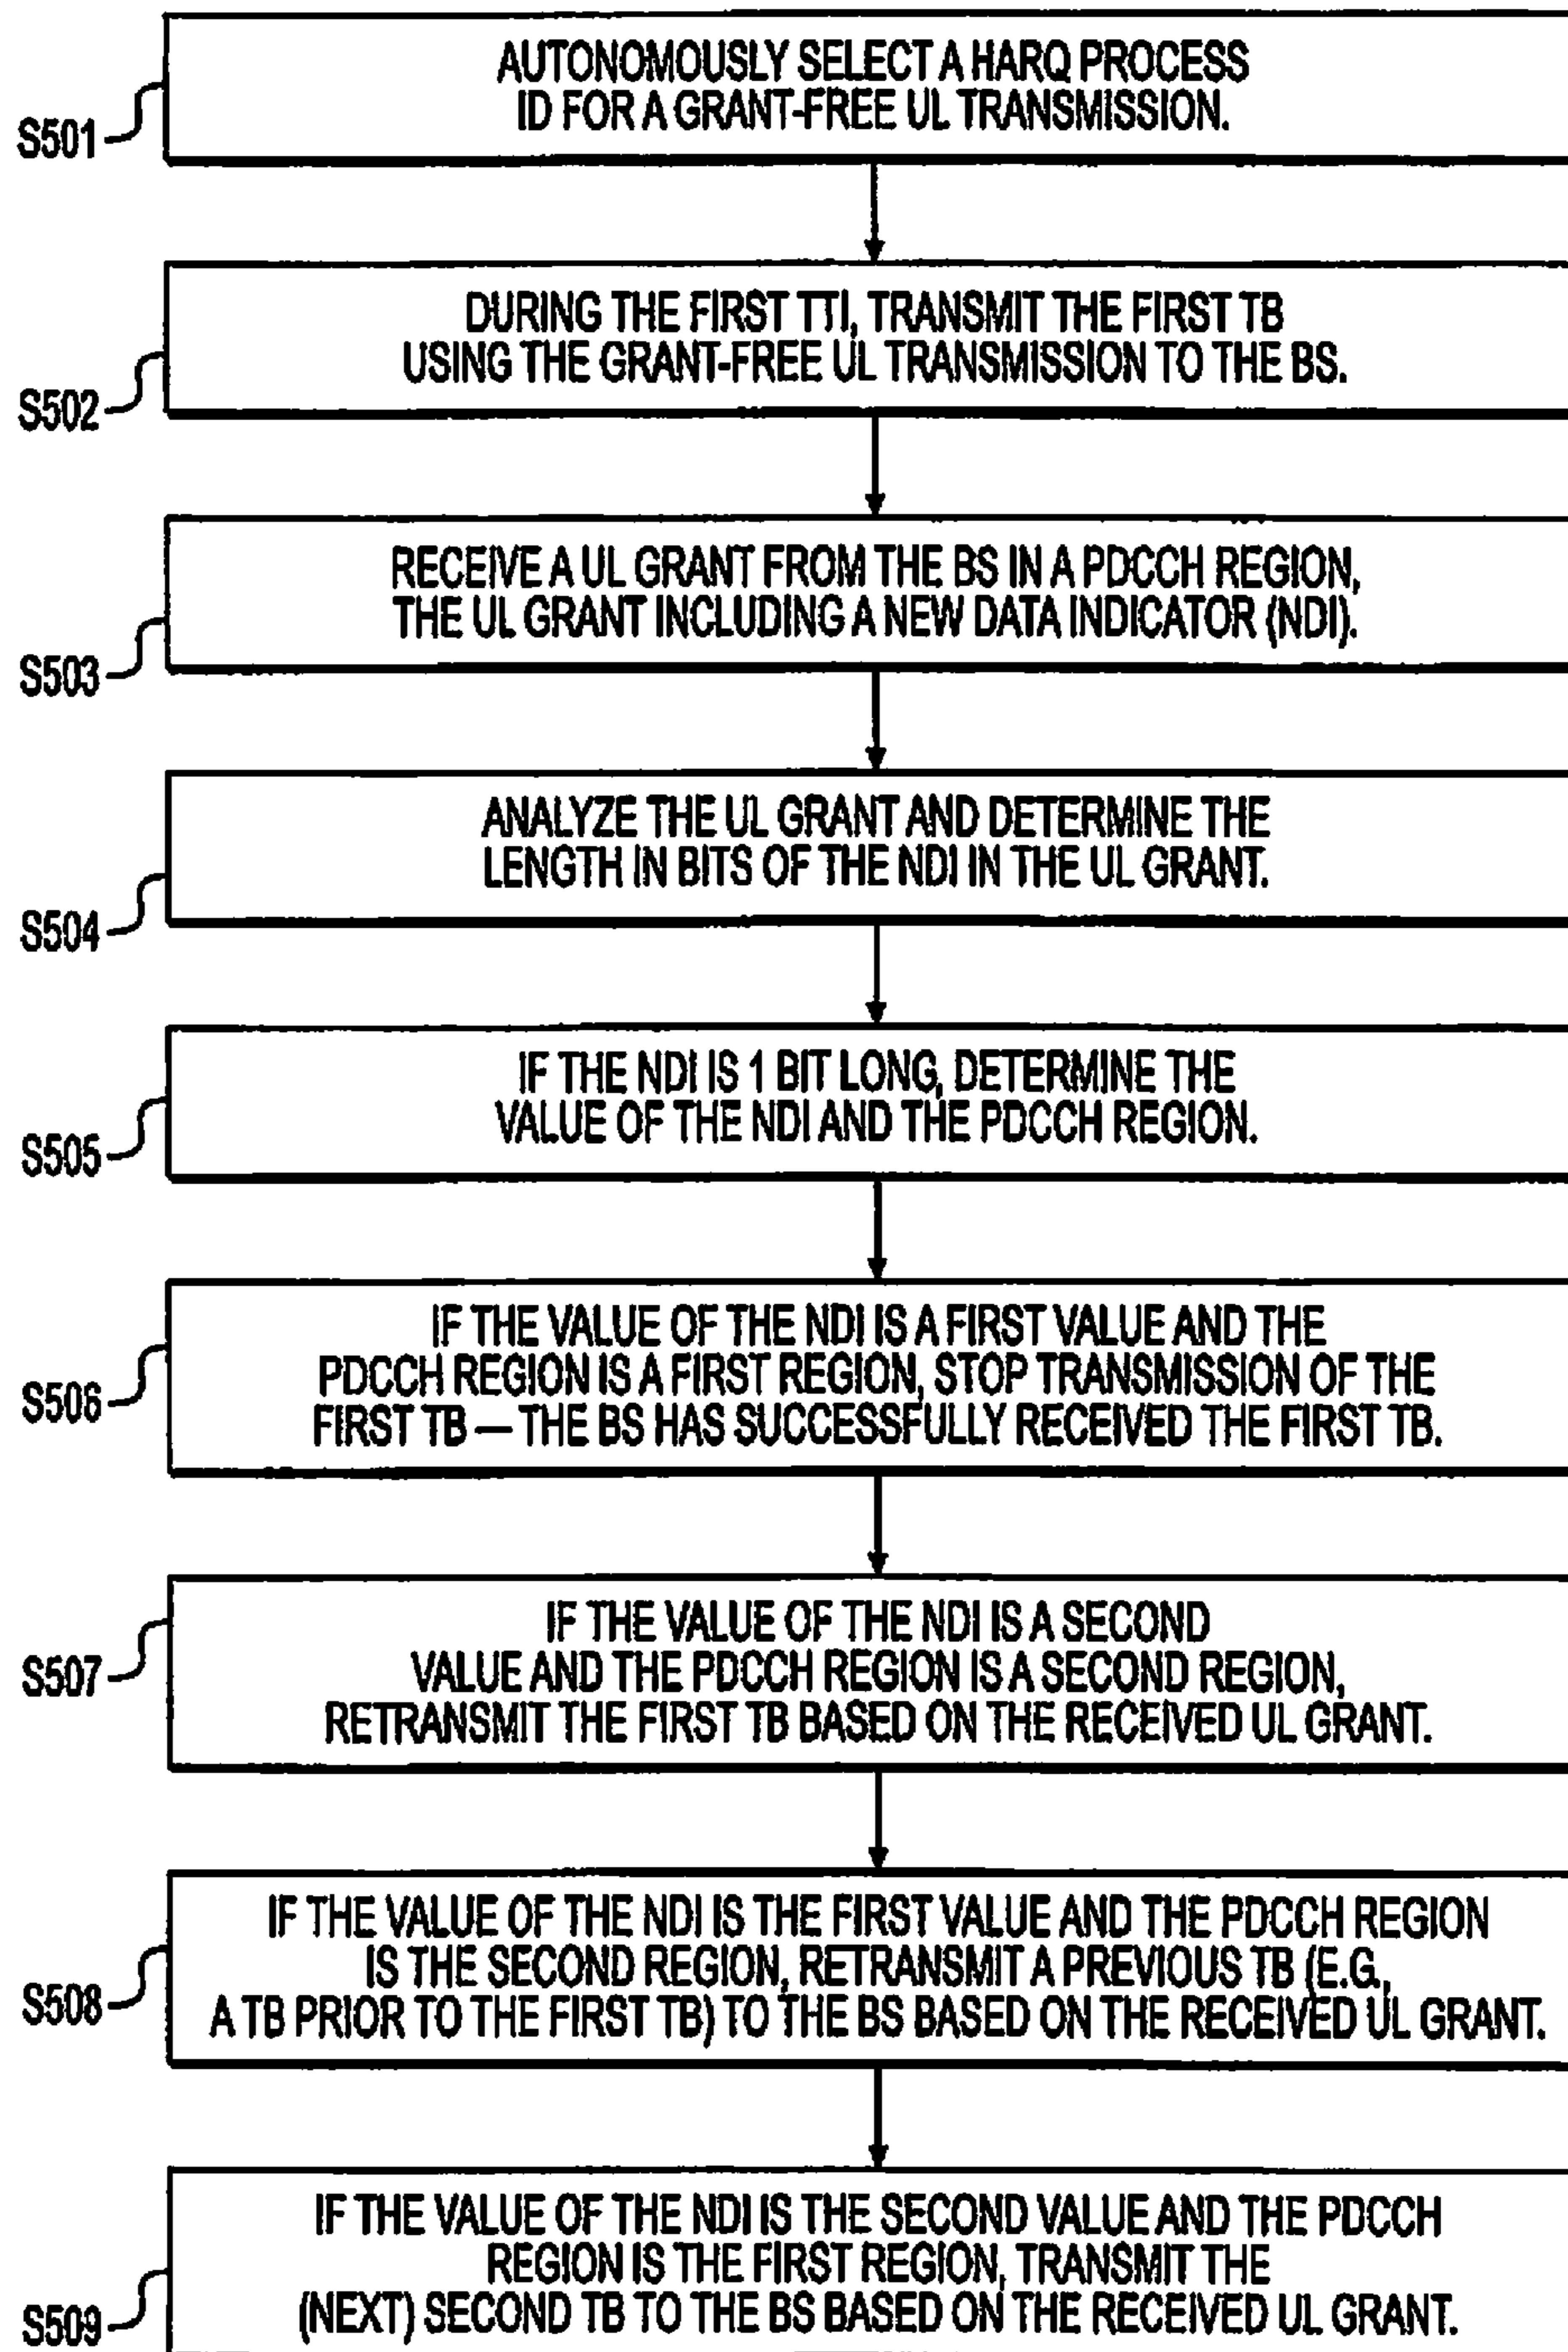 AUTONOMOUSLY SELECT A HARQ PROCESS
ID FOR A GRANT-FREE UL TRANSMISSION.
S501
DURING THE FIRST TTI, TRANSMIT THE FIRST TB
USING THE GRANT-FREE UL TRANSMISSION TO THE BS.
S502
RECEIVE A UL GRANT FROM THE BS IN A PDCCH REGION,
THE UL GRANT INCLUDING A NEW DATA INDICATOR (NDI).
S503
ANALYZE THE UL GRANT AND DETERMINE THE
LENGTH IN BITS OF THE NDI IN THE UL GRANT.
S504
IF THE NDI IS 1 BIT LONG, DETERMINE THE
VALUE OF THE NDI AND THE PDCCH REGION.
S505
IF THE VALUE OF THE NDI IS A FIRST VALUE AND THE
PDCCH REGION IS A FIRST REGION, STOP TRANSMISSION OF THE
FIRST TB — THE BS HAS SUCCESSFULLY RECEIVED THE FIRST TB.
S506
IF THE VALUE OF THE NDI IS A SECOND
VALUE AND THE PDCCH REGION IS A SECOND REGION,
RETRANSMIT THE FIRST TB BASED ON THE RECEIVED UL GRANT.
S507
IF THE VALUE OF THE NDI IS THE FIRST VALUE AND THE PDCCH REGION
IS THE SECOND REGION, RETRANSMIT A PREVIOUS TB (E.G.,
A TB PRIOR TO THE FIRST TB) TO THE BS BASED ON THE RECEIVED UL GRANT.
S508
IF THE VALUE OF THE NDI IS THE SECOND VALUE AND THE PDCCH
REGION IS THE FIRST REGION, TRANSMIT THE
(NEXT) SECOND TB TO THE BS BASED ON THE RECEIVED UL GRANT.
S509